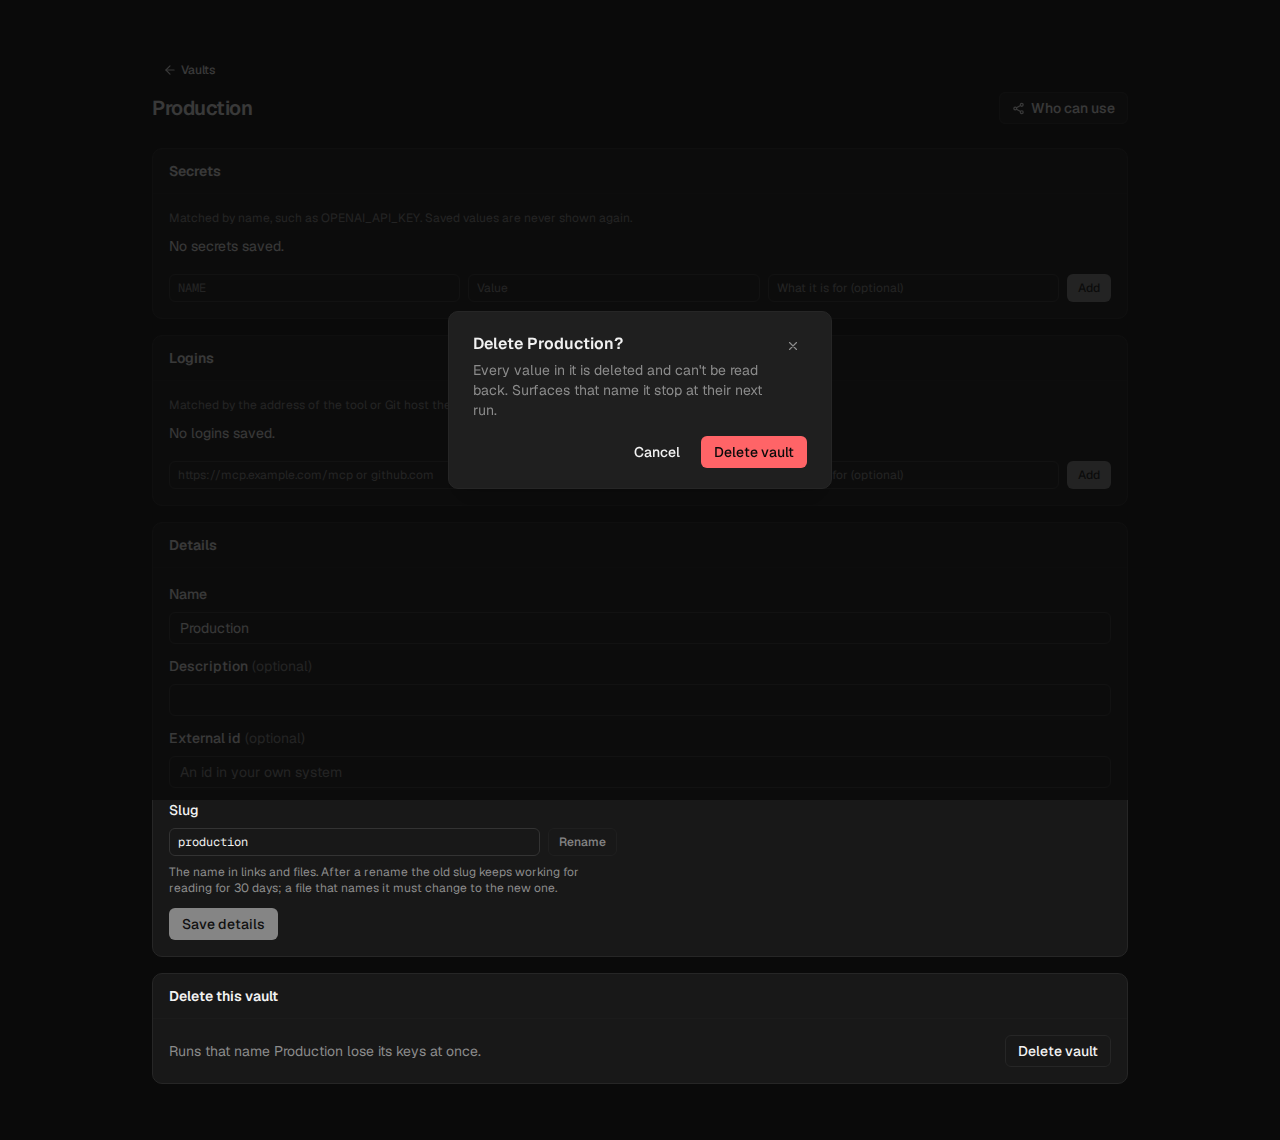 Vaults
Production
Who can use
Secrets
Matched by name, such as OPENAI_API_KEY. Saved values are never shown again.
No secrets saved.
NAME
Value
What it is for (optional)
Add
Delete Production?
Every value in it is deleted and can't be read
back. Surfaces that name it stop at their next
run.
Cancel
Delete vault
Logins
Matched by the address of the tool or Git host
No logins saved.
https://mcp.example.com/mcp or github.com
for (optional)
Add
Details
Name
Production
Description (optional)
External id (optional)
An id in your own system
Slug
production
Rename
The name in links and files. After a rename the old slug keeps working for
reading for 30 days; a file that names it must change to the new one.
Save details
Delete this vault
Runs that name Production lose its keys at once.
Delete vault